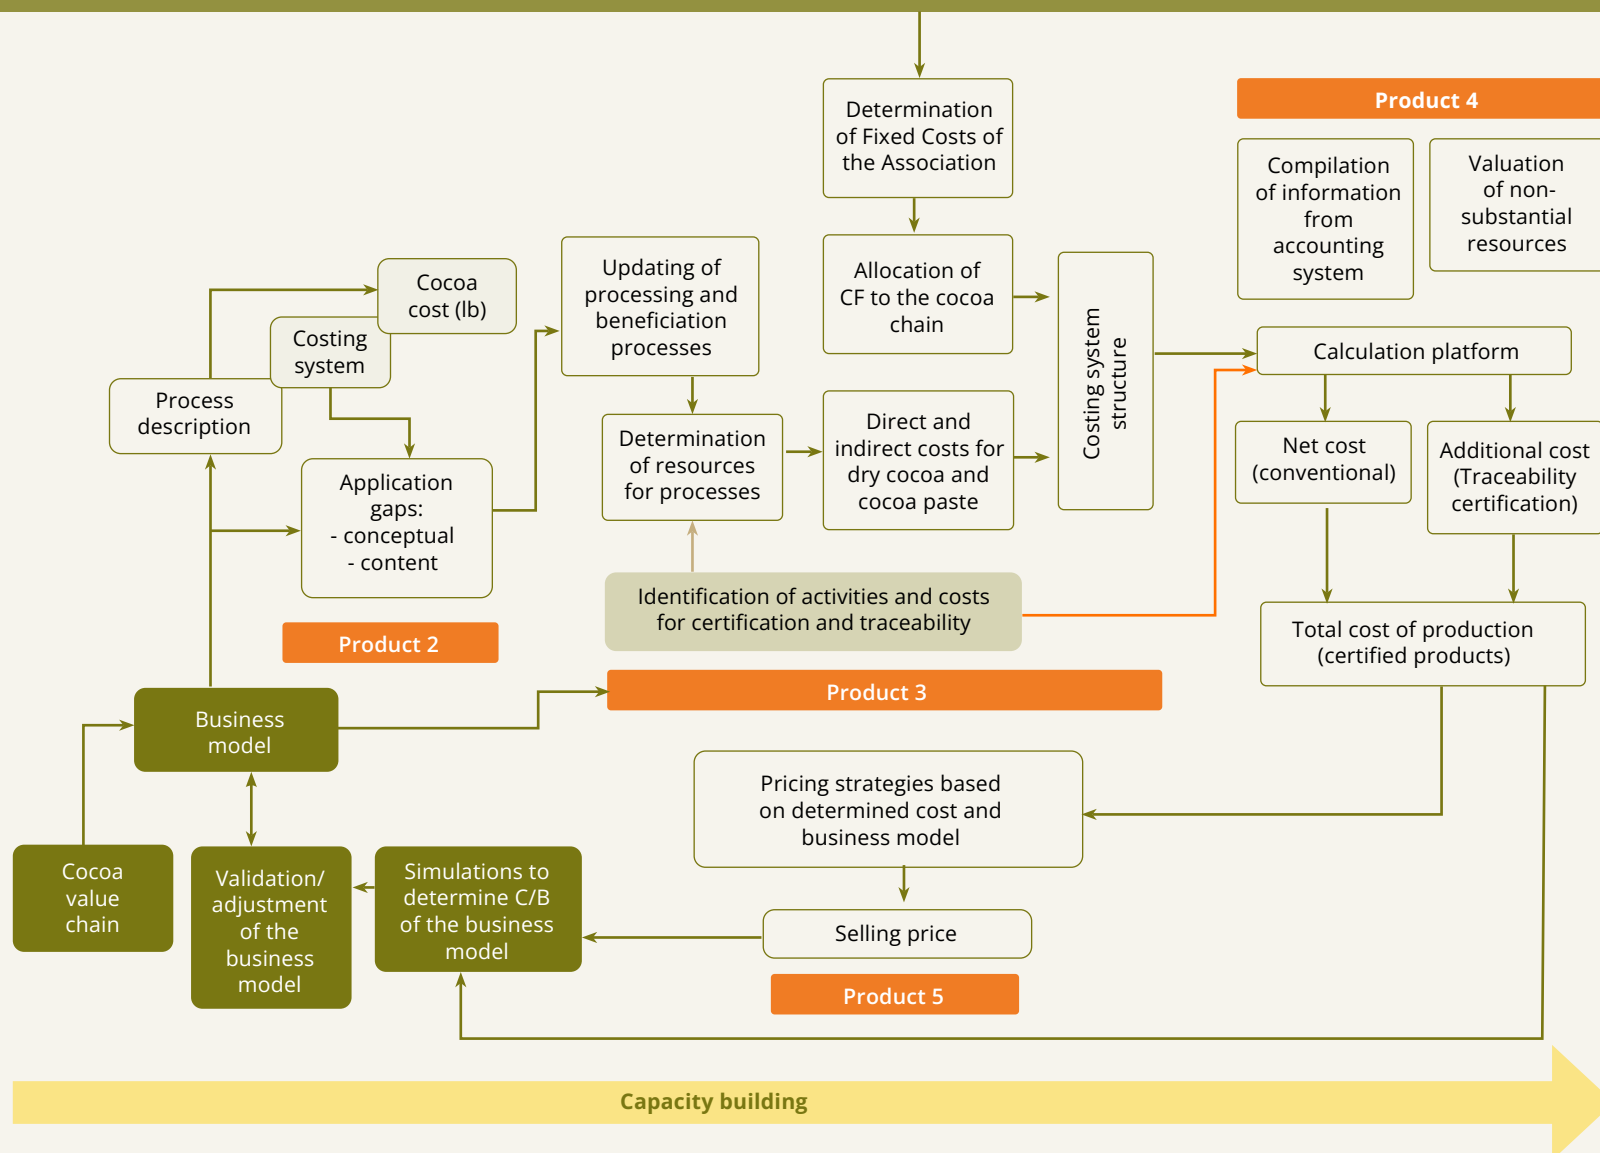 Determination
of Fixed Costs of
the Association
Product 4
Compilation
of information
from
accounting
system
Valuation
of non-
substantial
resources
Cocoa
cost (lb)
Costing
system
Process
description
Application
gaps:
- conceptual
- content
Updating of
processing and
beneficiation
processes
Allocation of
CF to the cocoa
chain
Determination
of resources
for processes
Direct and
indirect costs for
dry cocoa and
cocoa paste
Costing system
structure
Calculation platform
Net cost
(conventional)
Additional cost
(Traceability
certification)
Identification of activities and costs
for certification and traceability
Total cost of production
(certified products)
Product 2
Product 3
Business
model
Pricing strategies based
on determined cost and
business model
Cocoa
value
chain
Validation/
adjustment
of the
business
model
Simulations to
determine C/B
of the business
model
Selling price
Product 5
Capacity building